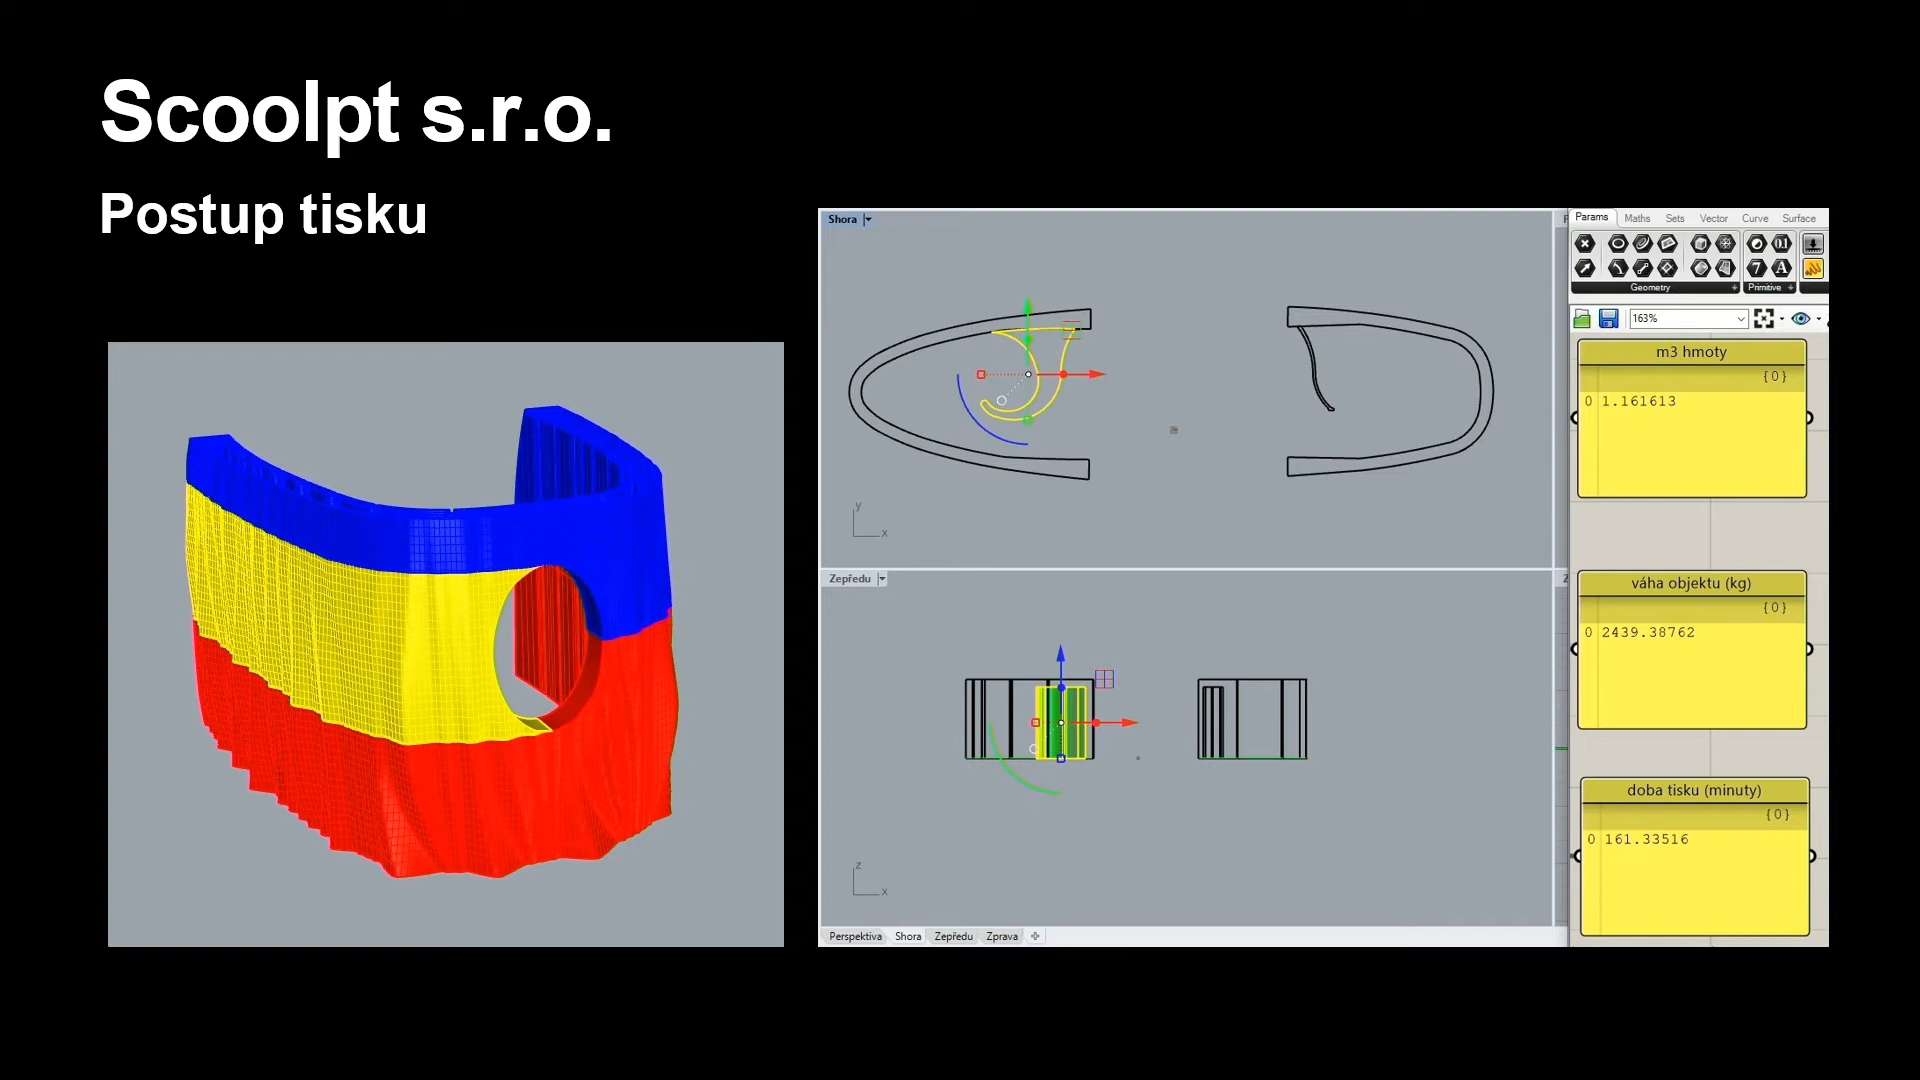 Scoolpt s.r.o.
Postup tisku
Shora
Params Maths Sets Vector Curve Surface
Geometry Primitive
163%
m3 hmoty
{0}
0 1.161613
váha objektu (kg)
{0}
0 2439.38762
doba tisku (minuty)
{0}
0 161.33516
y
x
Zepředu
z
x
Perspektiva Shora Zepředu Zprava